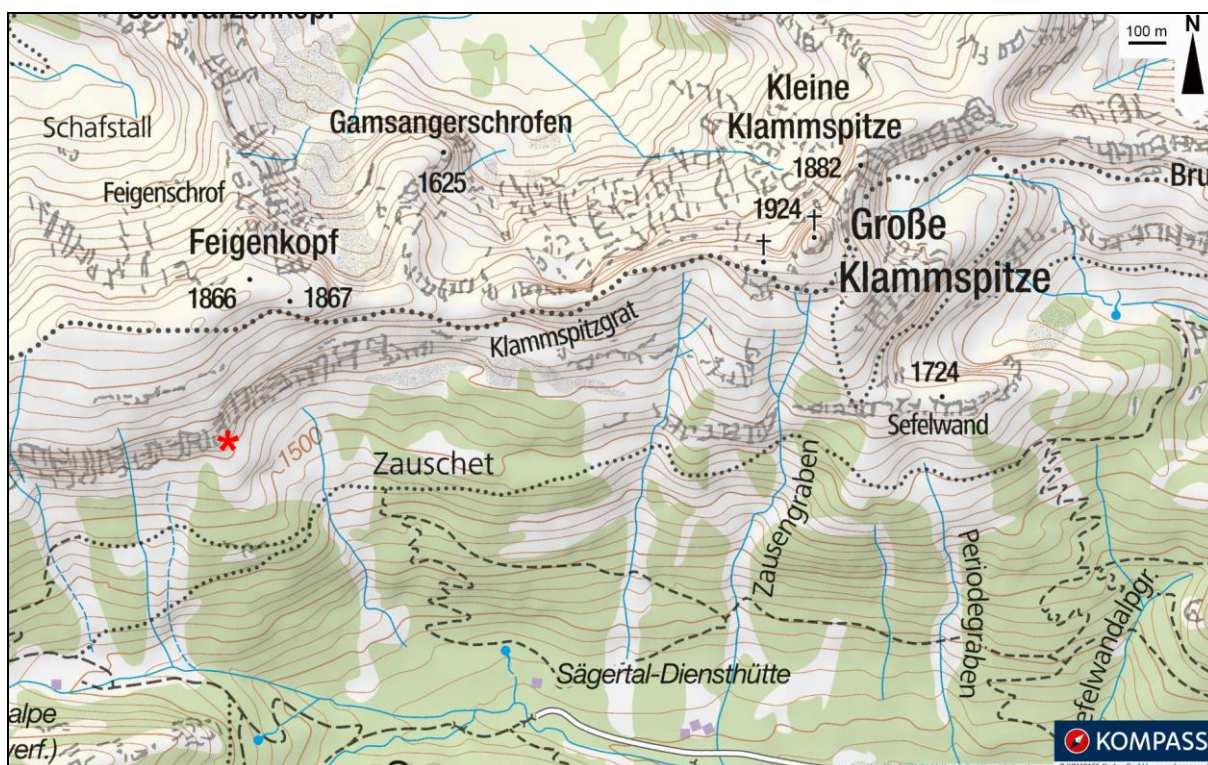 100 m
N
Kleine
Klammspitze
1882
Gamsangerschrofen
1625
Schafstall
Feigenschrof
Feigenkopf
1866
1867
1924
Große
Klammspitze
Klammspitzgrat
1724
Sefelwand
1500
Zauschet
Zausengraben
Periodegraben
Sägertal-Diensthütte
KOMPASS